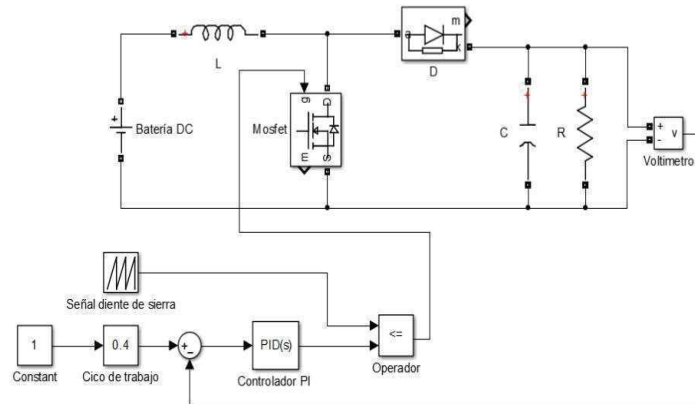 m
a
k
L
D
g
D
Batería DC
Mosfet
m
s
C
R
+
-
v
Voltimetro
Señal diente de sierra
<=
1
0.4
+
-
PID(s)
Operador
Constant
Cico de trabajo
Controlador PI